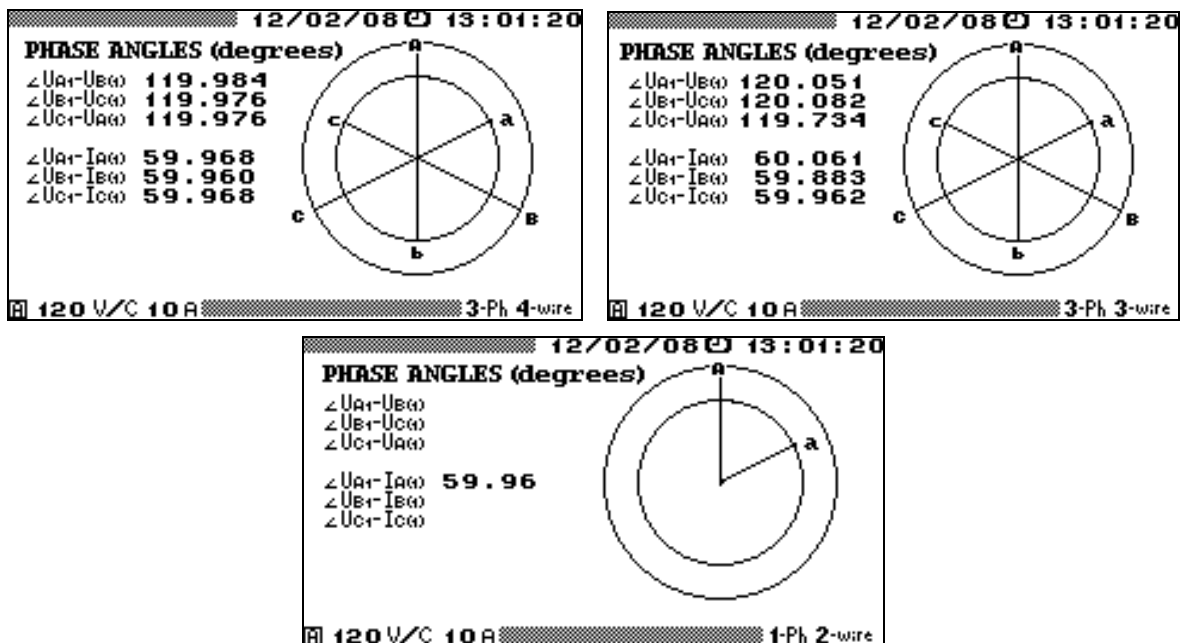 12/02/08 13:01:20
PHASE ANGLES (degrees)
∠UA1-UB(1) 119.984
∠UB1-UC(1) 119.976
∠UC1-UA(1) 119.976
∠UA1-IA(1) 59.968
∠UB1-IB(1) 59.960
∠UC1-IC(1) 59.968
A
a
B
b
C
c
A 120 V/C 10 A 3-Ph 4-wire
12/02/08 13:01:20
PHASE ANGLES (degrees)
∠UA1-UB(1) 120.051
∠UB1-UC(1) 120.082
∠UC1-UA(1) 119.734
∠UA1-IA(1) 60.061
∠UB1-IB(1) 59.883
∠UC1-IC(1) 59.962
A
a
B
b
C
c
A 120 V/C 10 A 3-Ph 3-wire
12/02/08 13:01:20
PHASE ANGLES (degrees)
∠UA1-UB(1)
∠UB1-UC(1)
∠UC1-UA(1)
∠UA1-IA(1) 59.96
∠UB1-IB(1)
∠UC1-IC(1)
A
a
A 120 V/C 10 A 1-Ph 2-wire